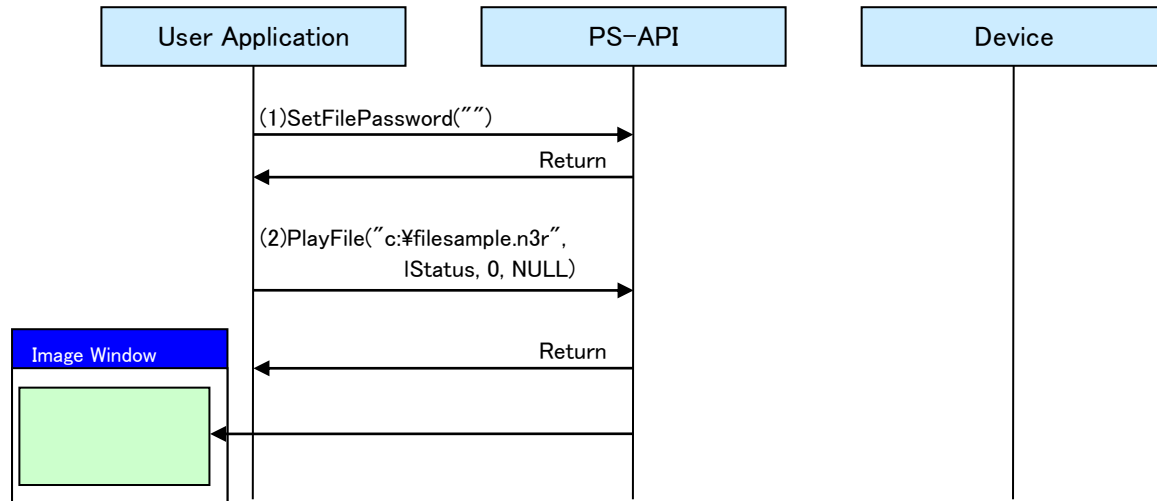 User Application
PS-API
Device
(1)SetFilePassword("")
Return
(2)PlayFile("c:¥filesample.n3r",
lStatus, 0, NULL)
Image Window
Return